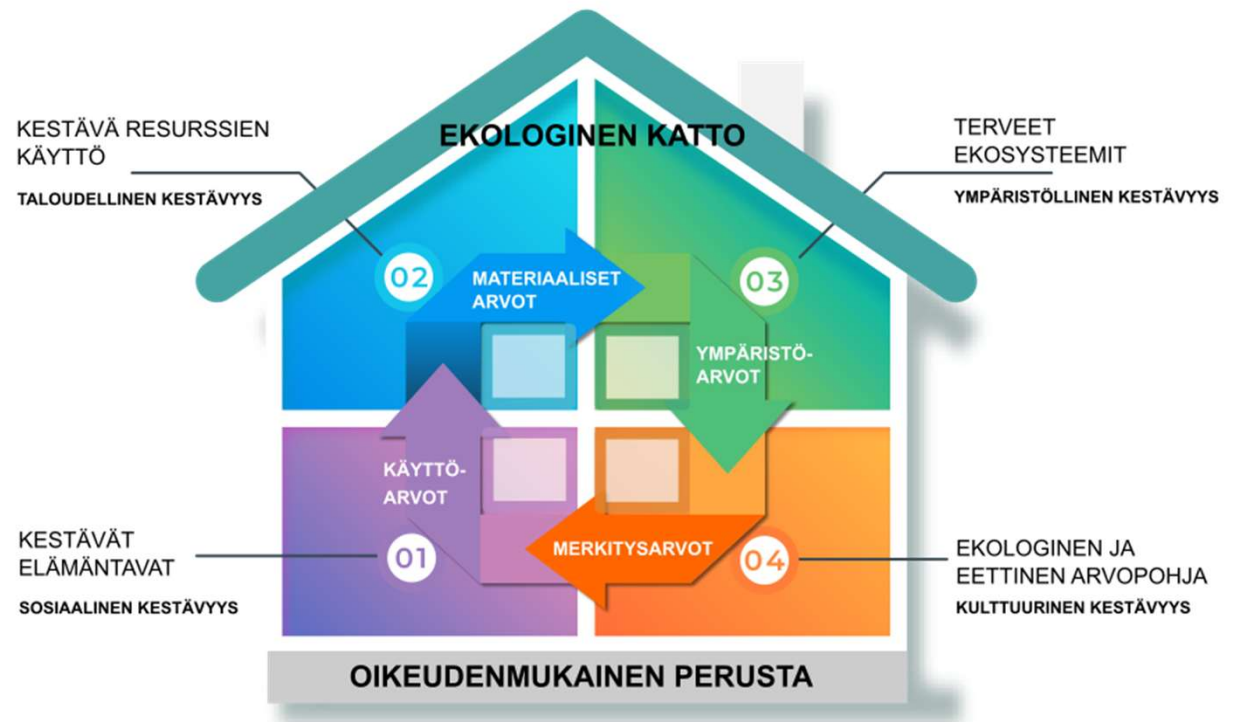 EKOLOGINEN KATTO
KESTÄVÄ RESURSSIEN
KÄYTTÖ
TALOUDELLINEN KESTÄVYYS
TERVEET
EKOSYSTEEMIT
YMPÄRISTÖLLINEN KESTÄVYYS
02
MATERIAALISET
ARVOT
03
YMPÄRISTÖ-
ARVOT
KÄYTTÖ-
ARVOT
01
MERKITYSARVOT
04
KESTÄVÄT
ELÄMÄNTAVAT
SOSIAALINEN KESTÄVYYS
EKOLOGINEN JA
EETTINEN ARVOPOHJA
KULTTUURINEN KESTÄVYYS
OIKEUDENMUKAINEN PERUSTA